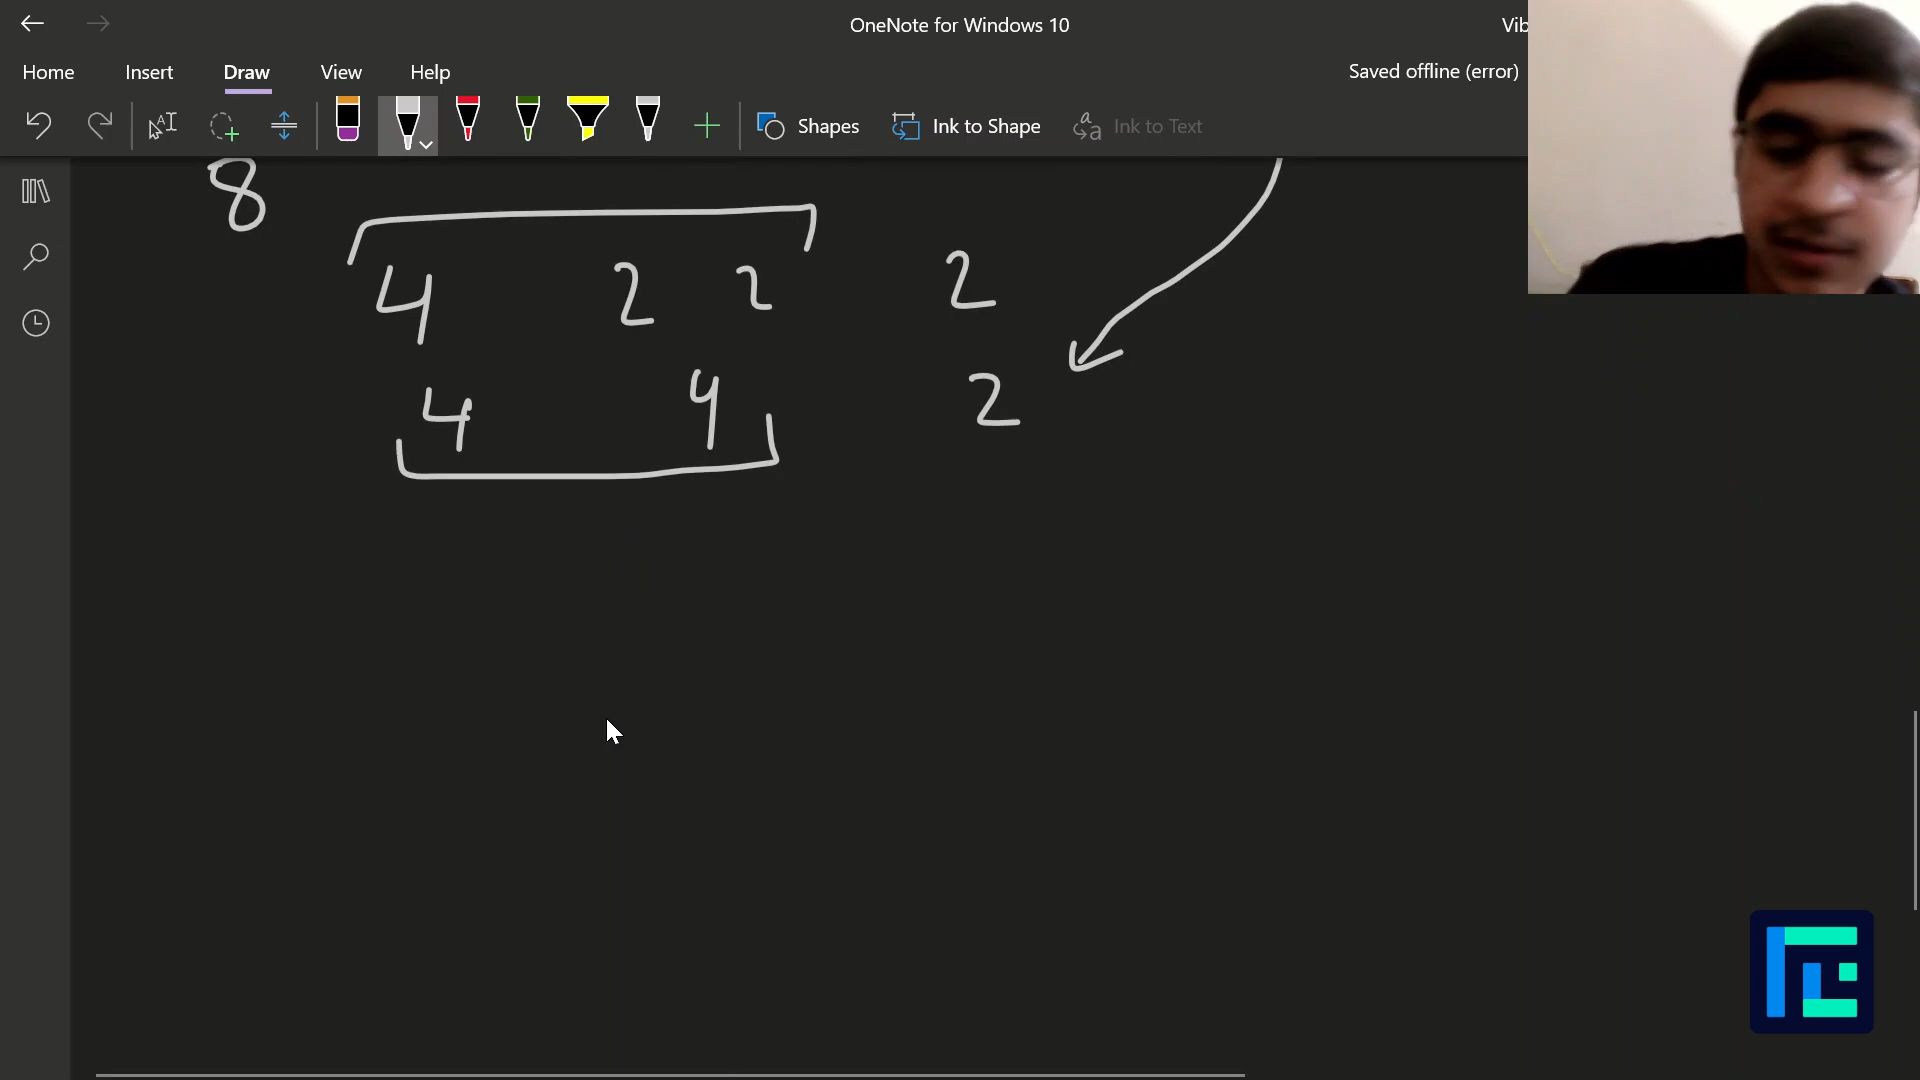 OneNote for Windows 10
Vib
Home Insert Draw View Help
Saved offline (error)
Shapes Ink to Shape Ink to Text
8
4 2 2 2
4 4 2